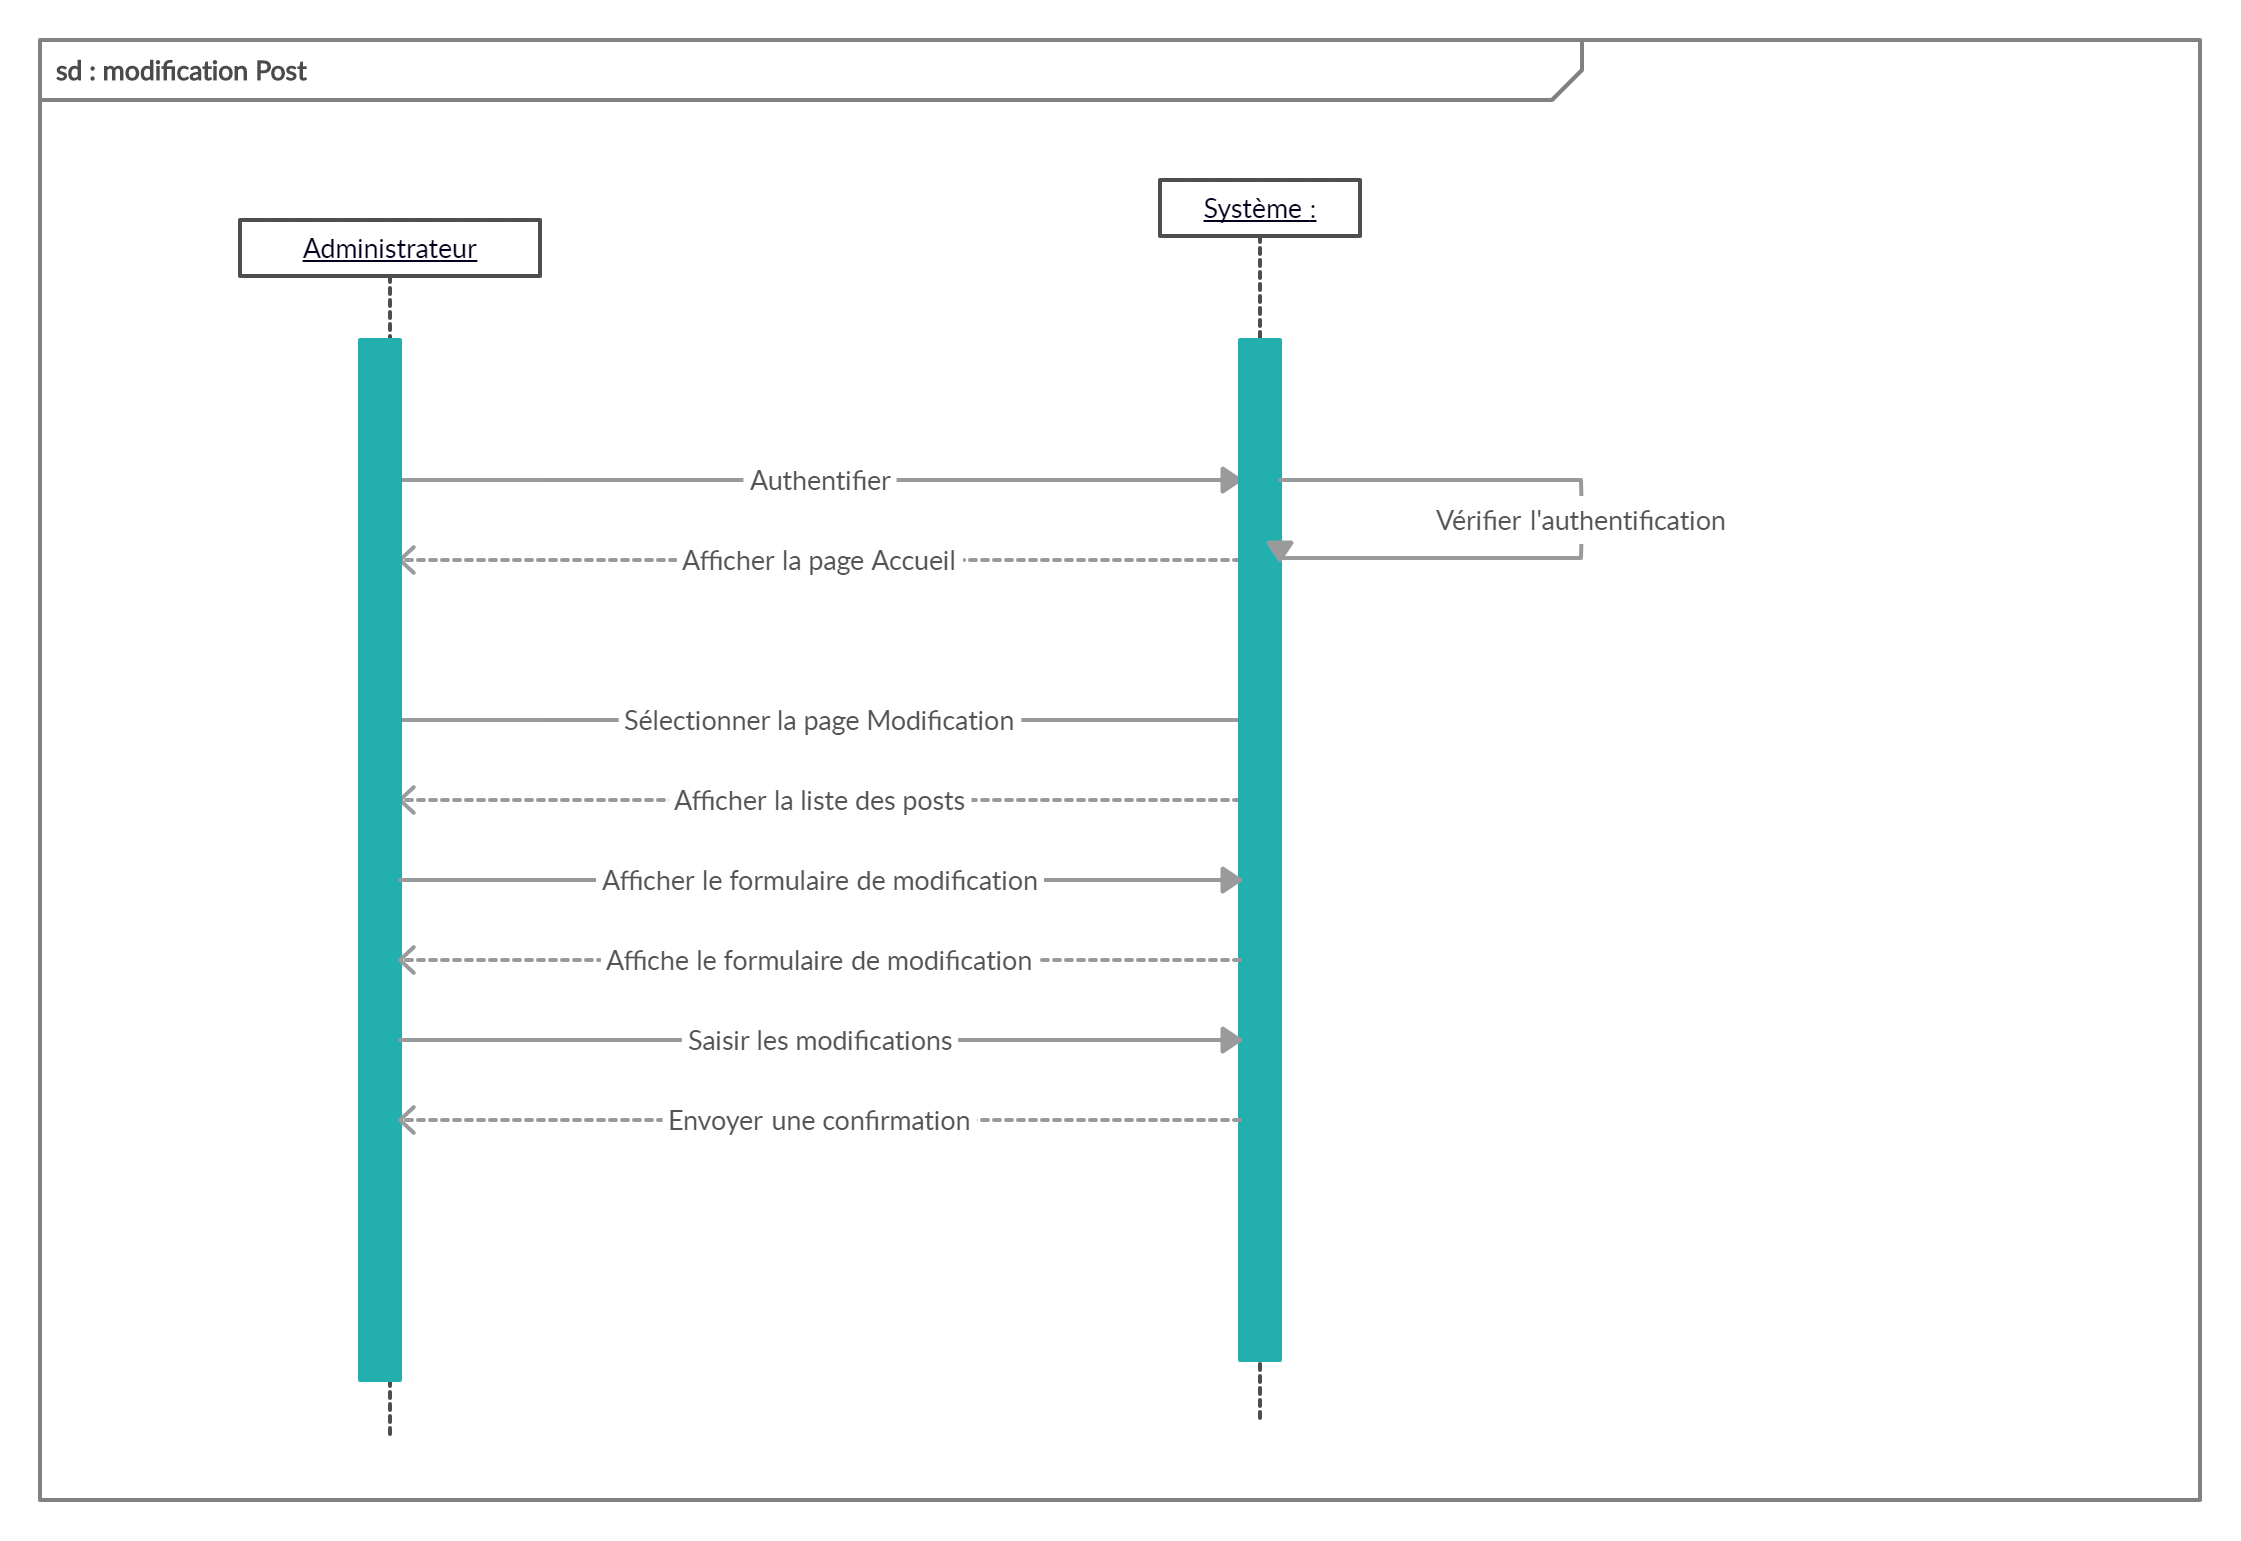 sd : modification Post
Système :
Administrateur
Authentifier
Vérifier l'authentification
Afficher la page Accueil
Sélectionner la page Modification
Afficher la liste des posts
Afficher le formulaire de modification
Affiche le formulaire de modification
Saisir les modifications
Envoyer une confirmation